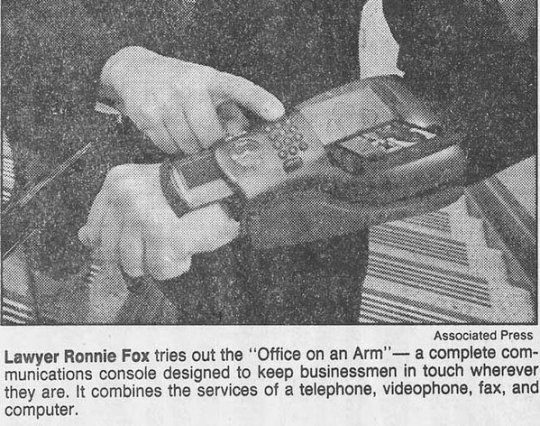 Associated Press
Lawyer Ronnie Fox tries out the "Office on an Arm"— a complete com-
munications console designed to keep businessmen in touch wherever
they are. It combines the services of a telephone, videophone, fax, and
computer.